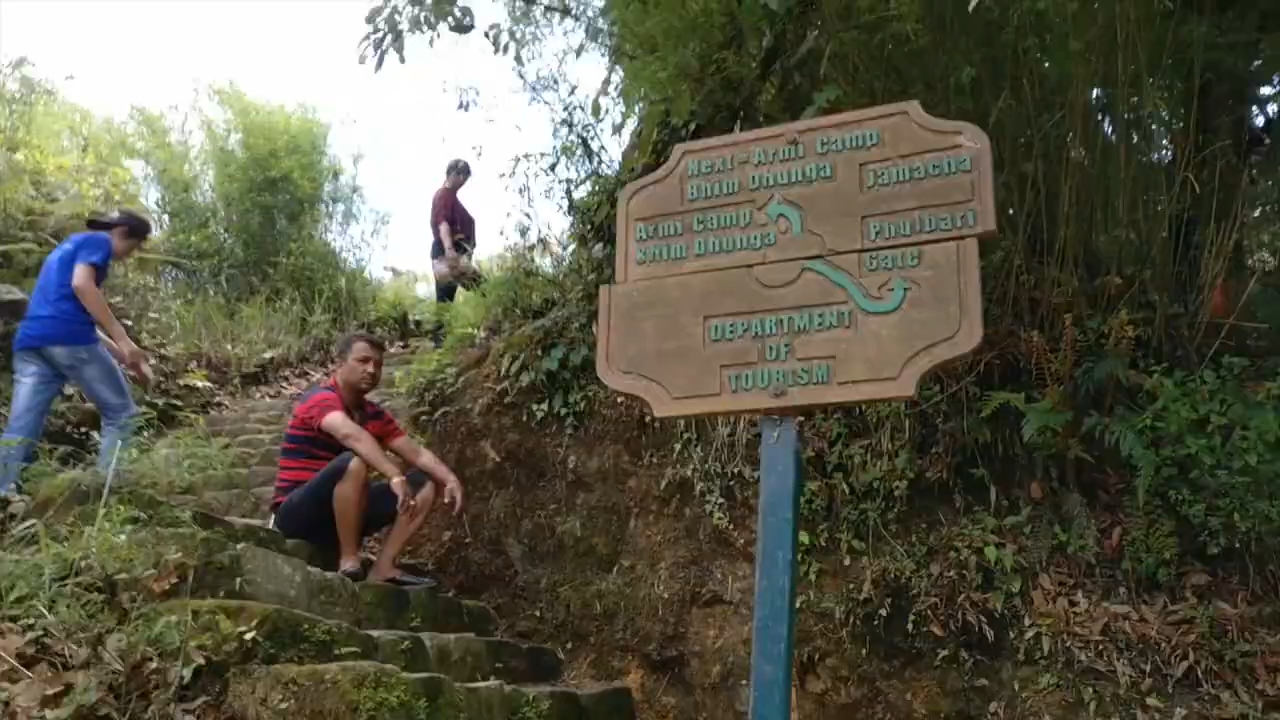 Next-Armi Camp
Bhim Dhunga
Jamacha
Armi Camp
Bhim Dhunga
Phulbari
Gate
DEPARTMENT
OF
TOURISM